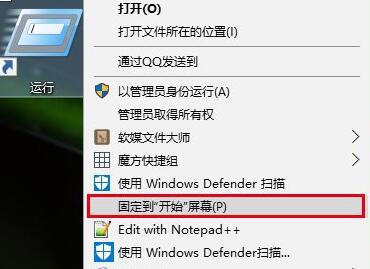 打开(O)
打开文件所在的位置(I)
通过QQ发送到
运行
以管理员身份运行(A)
管理员取得所有权
软媒文件大师
魔方快捷组
使用 Windows Defender 扫描
固定到“开始”屏幕(P)
Edit with Notepad++
使用 Windows Defender扫描...